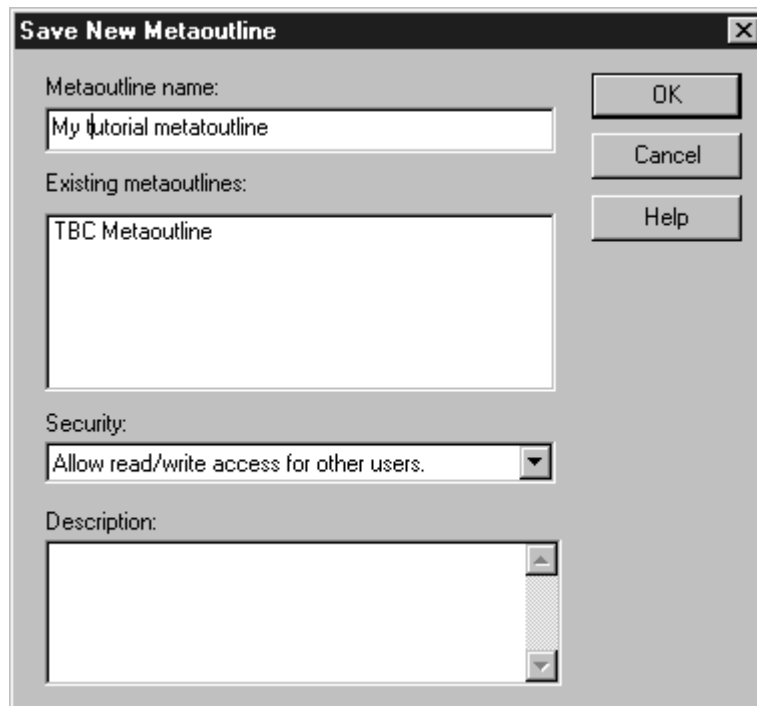 Save New Metaoutline
Metaoutline name:
OK
My tutorial metatoutline
Cancel
Existing metaoutlines:
Help
TBC Metaoutline
Security:
Allow read/write access for other users.
Description: